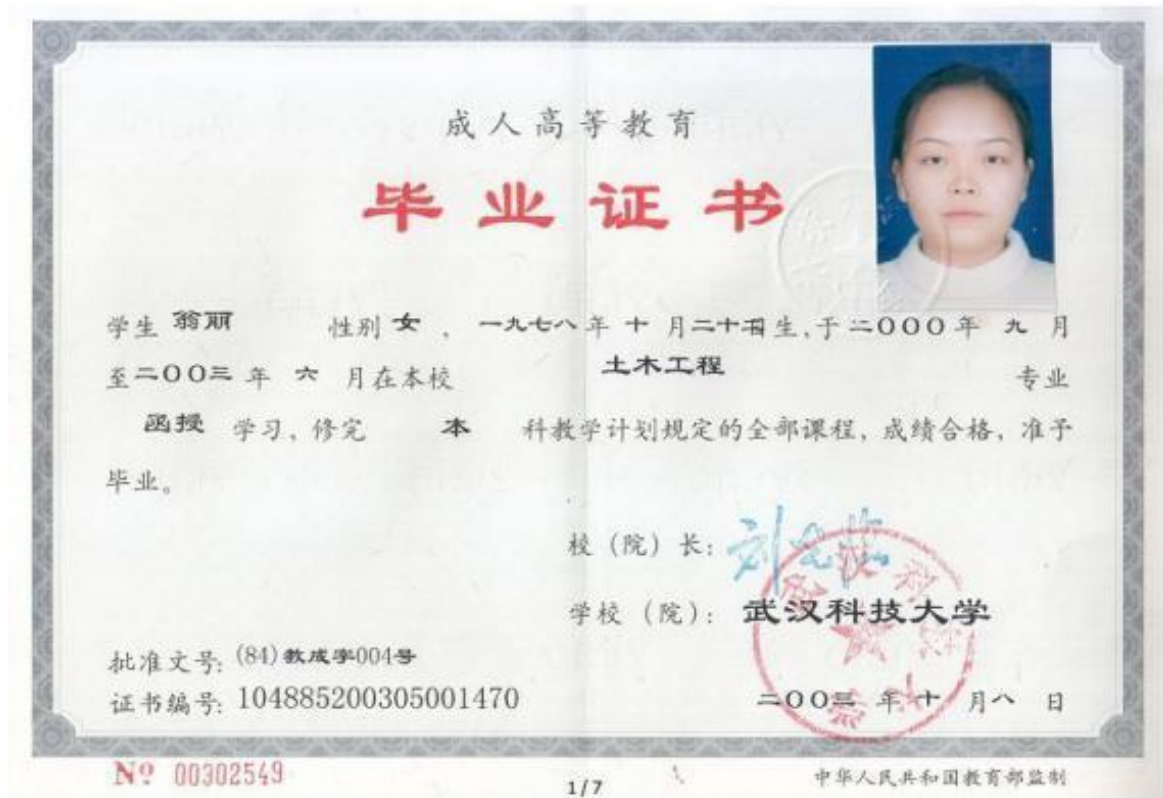 成人高等教育
毕业证书
学生 翁丽 性别 女 ， 一九七八 年 十 月 二十 日生,于 二000 年 九 月
至 二00三 年 六 月在本校 土木工程 专业
函授 学习、修完 本 科教学计划规定的全部课程, 成绩合格、准予
毕业。
校 (院) 长:
学校 (院): 武汉科技大学
批准文号: (84)教成字004号
证书编号: 104885200305001470
二00三 年 十 月 八 日
№ 00302549
1/7
中华人民共和国教育部监制